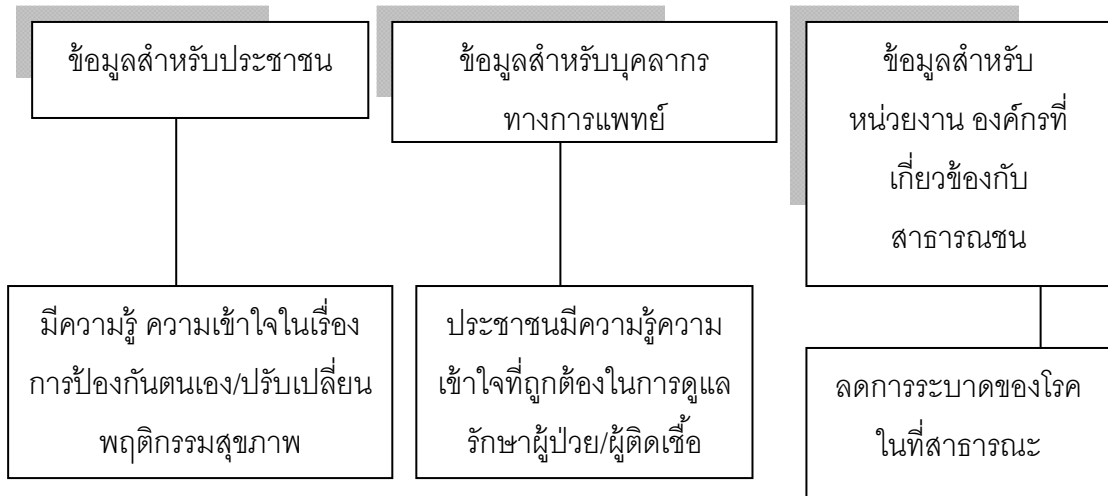 ข้อมูลสำหรับประชาชน
ข้อมูลสำหรับบุคลากร
ทางการแพทย์
ข้อมูลสำหรับ
หน่วยงาน องค์กรที่
เกี่ยวข้องกับ
สาธารณชน
มีความรู้ ความเข้าใจในเรื่อง
การป้องกันตนเอง/ปรับเปลี่ยน
พฤติกรรมสุขภาพ
ประชาชนมีความรู้ความ
เข้าใจที่ถูกต้องในการดูแล
รักษาผู้ป่วย/ผู้ติดเชื้อ
ลดการระบาดของโรค
ในที่สาธารณะ